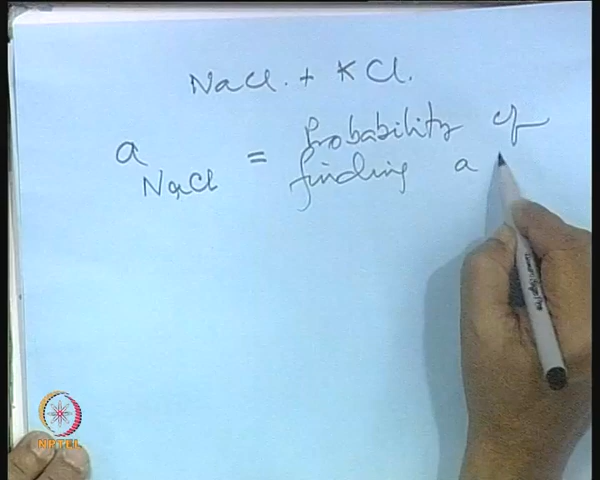 NaCl + KCl.
a NaCl = Probability of
finding a
NPTEL